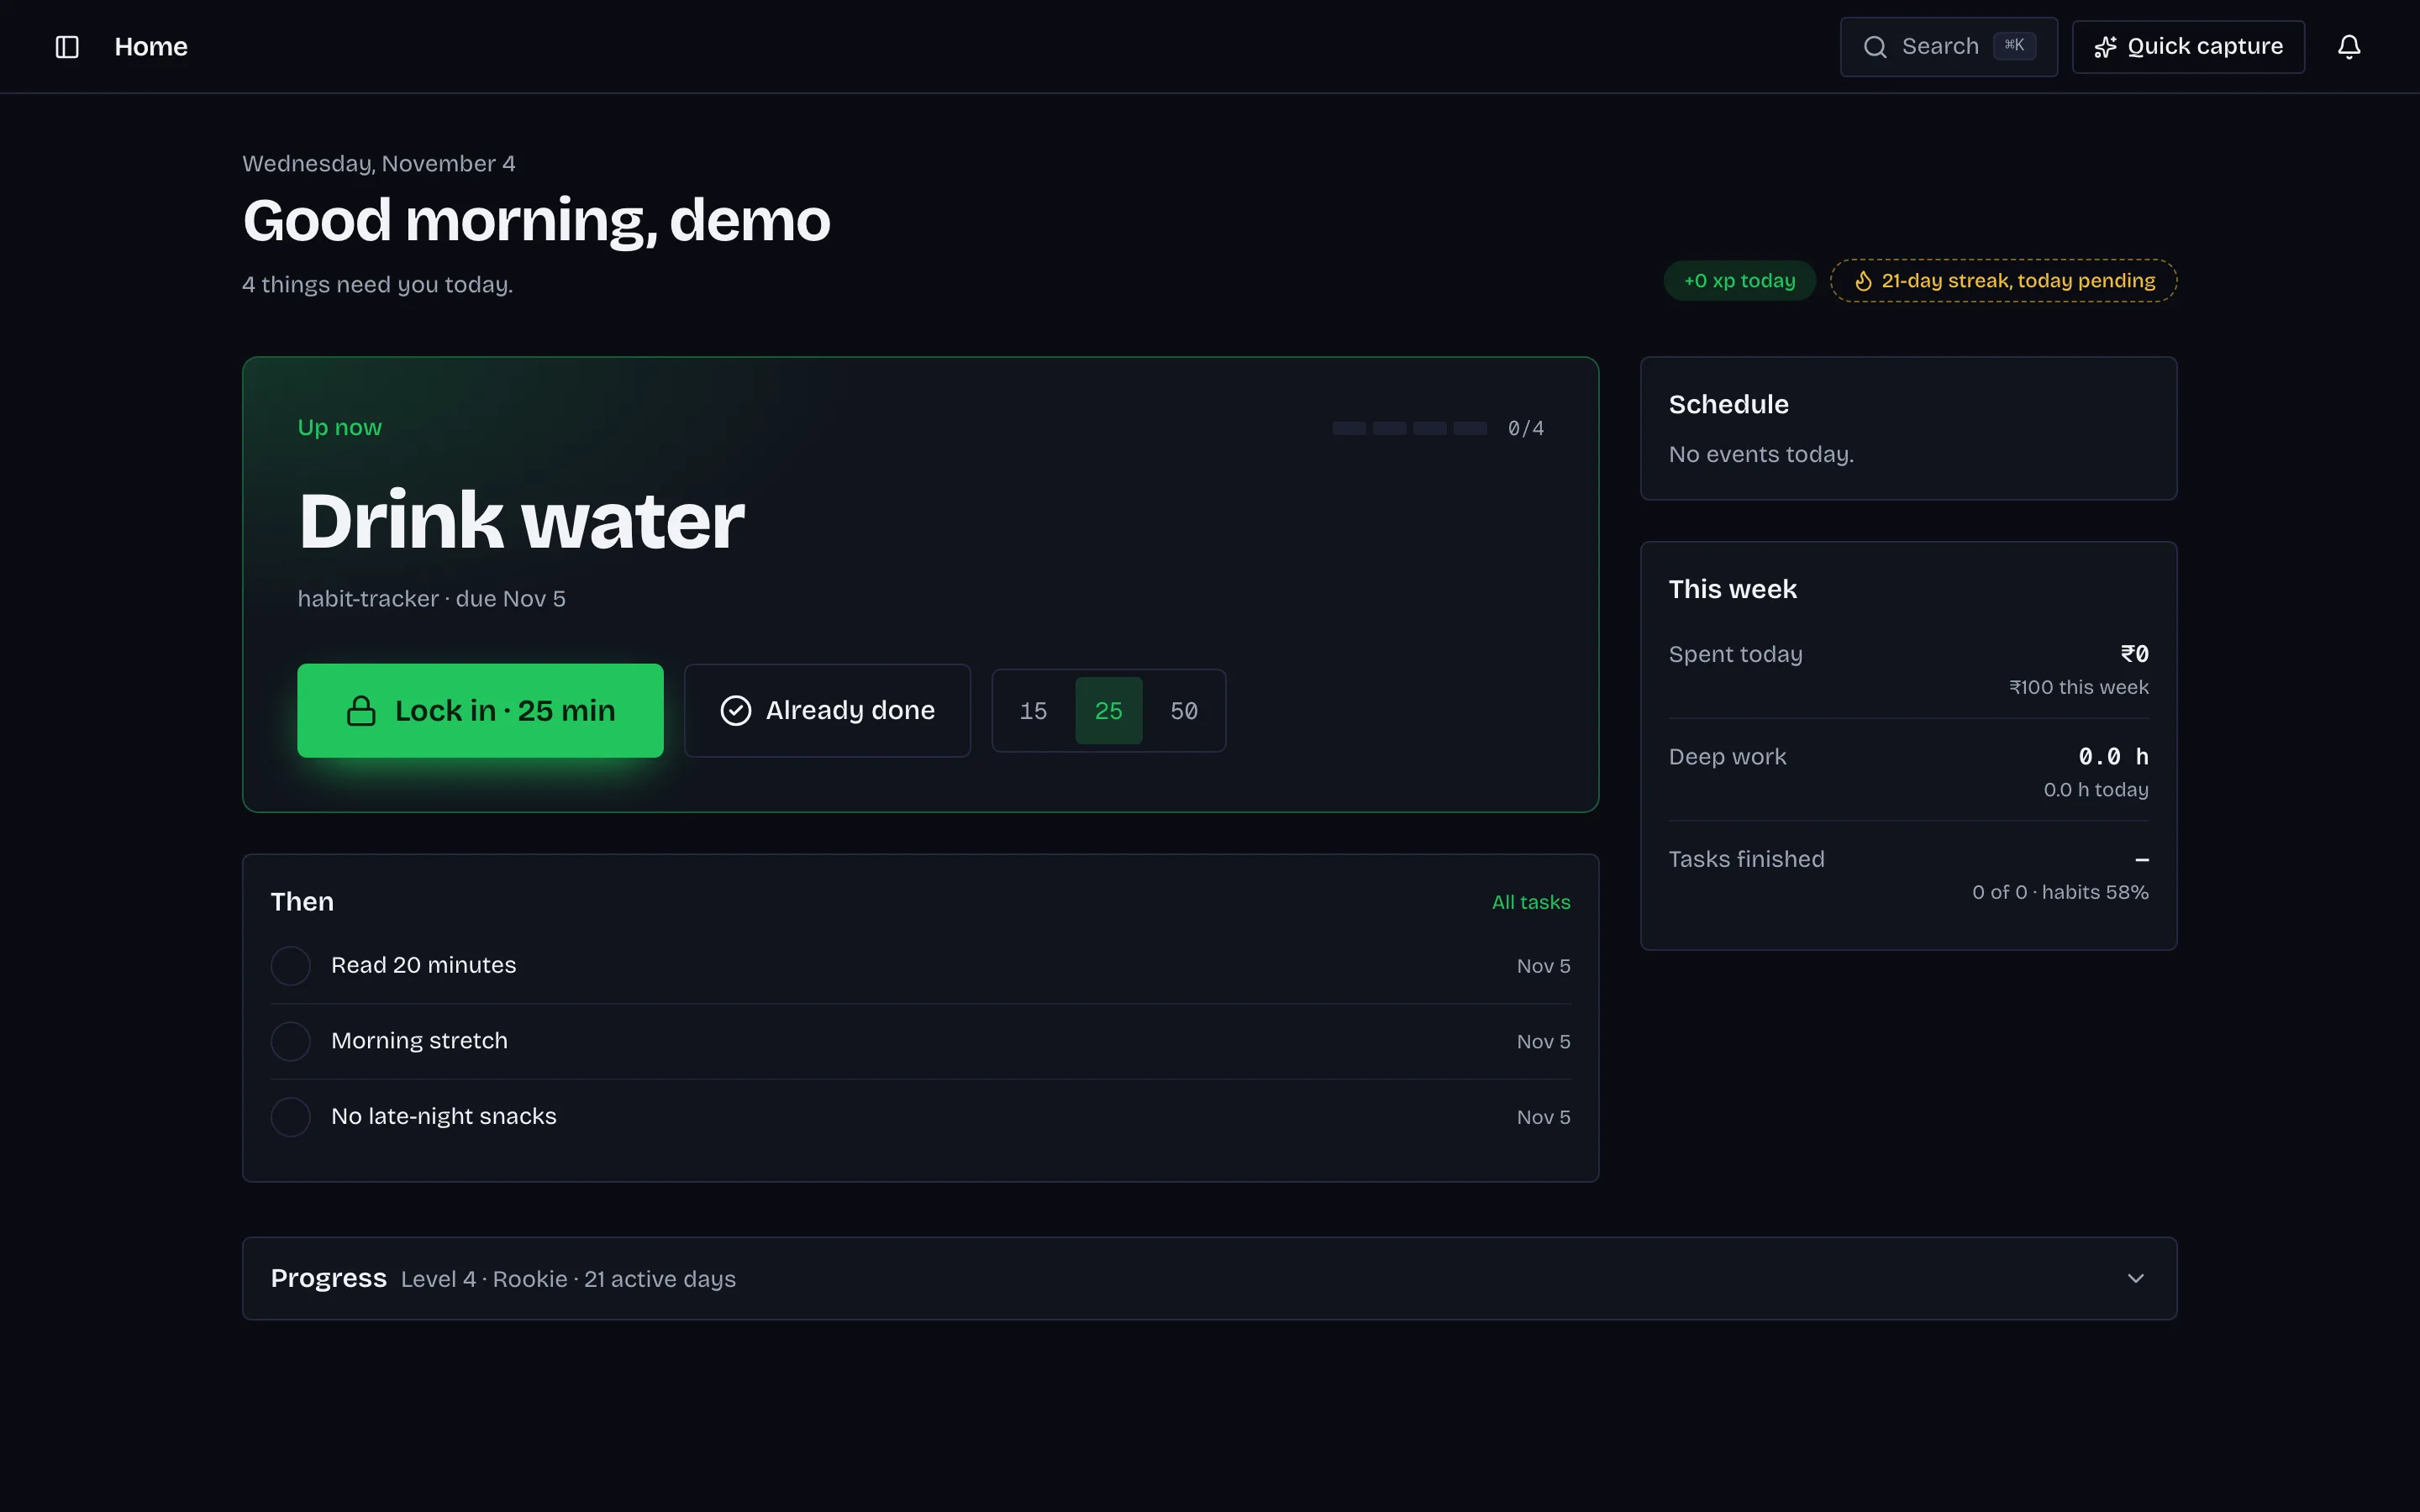 Home
Search ⌘K
Quick capture
Wednesday, November 4
Good morning, demo
4 things need you today.
+0 xp today
21-day streak, today pending
Up now
0/4
Drink water
habit-tracker · due Nov 5
Lock in · 25 min
Already done
15 25 50
Then
All tasks
Read 20 minutes
Nov 5
Morning stretch
Nov 5
No late-night snacks
Nov 5
Schedule
No events today.
This week
Spent today
₹0
₹100 this week
Deep work
0.0 h
0.0 h today
Tasks finished
–
0 of 0 · habits 58%
Progress Level 4 · Rookie · 21 active days